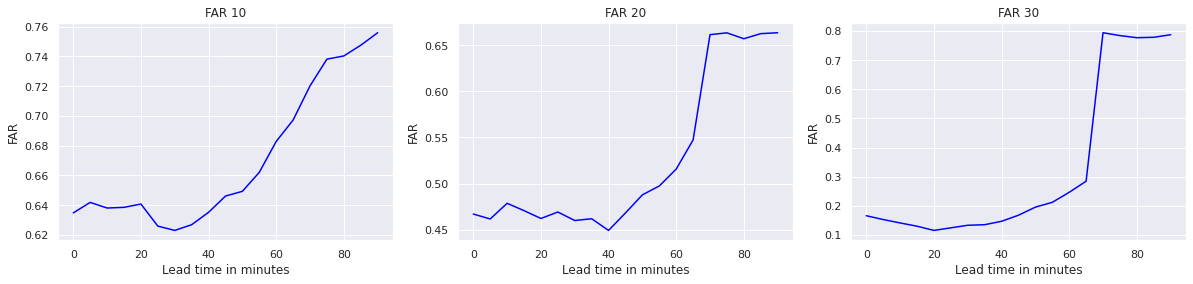 FAR 10
0.76
0.74
0.72
0.70
0.68
0.66
0.64
0.62
FAR
0 20 40 60 80
Lead time in minutes
FAR 20
0.65
0.60
0.55
0.50
0.45
FAR
0 20 40 60 80
Lead time in minutes
FAR 30
0.8
0.7
0.6
0.5
0.4
0.3
0.2
0.1
FAR
0 20 40 60 80
Lead time in minutes